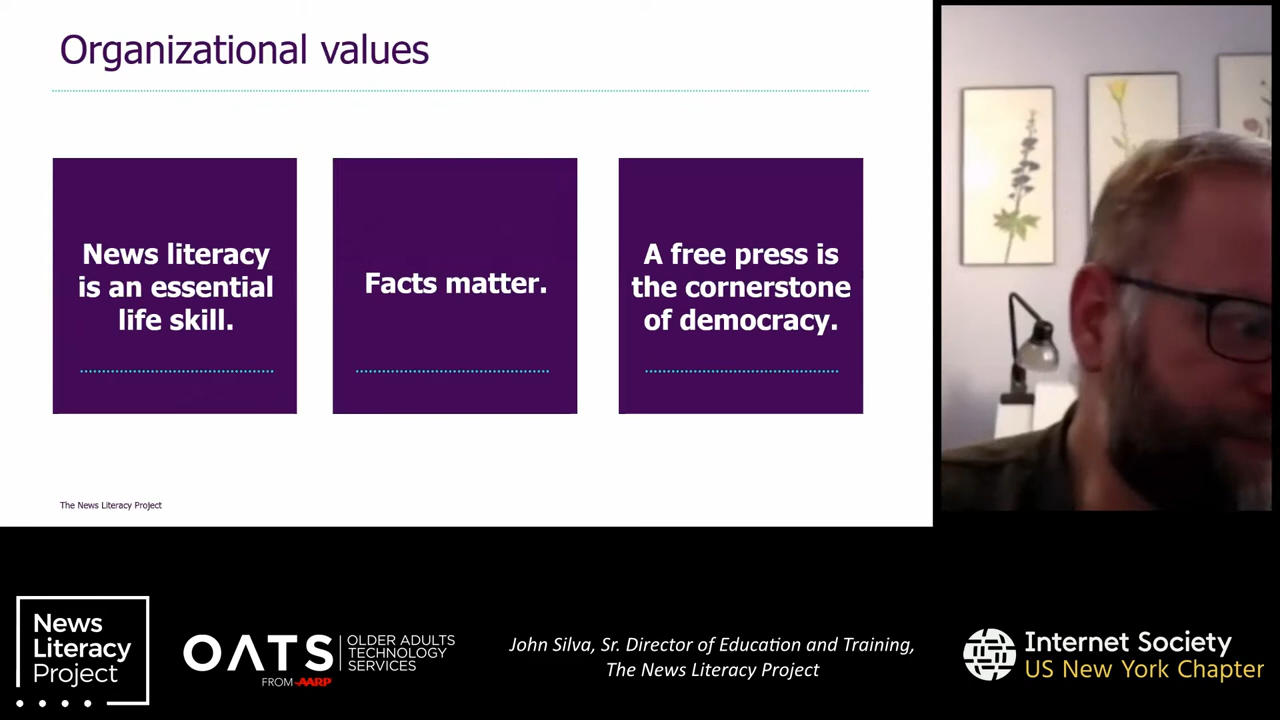 Organizational values
News literacy
is an essential
life skill.
Facts matter.
A free press is
the cornerstone
of democracy.
The News Literacy Project
News
Literacy
Project
OATS
OLDER ADULTS
TECHNOLOGY
SERVICES
FROM AARP
John Silva, Sr. Director of Education and Training,
The News Literacy Project
Internet Society
US New York Chapter